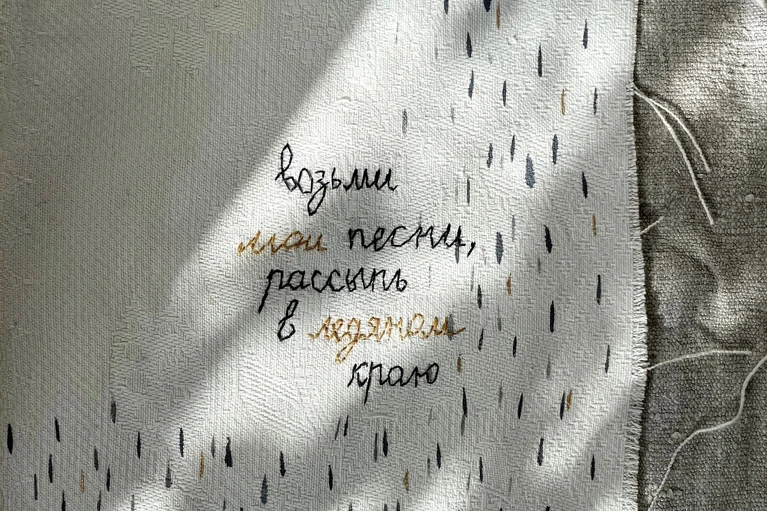 возьми
мои песни,
рассыпь
в ледяном
краю